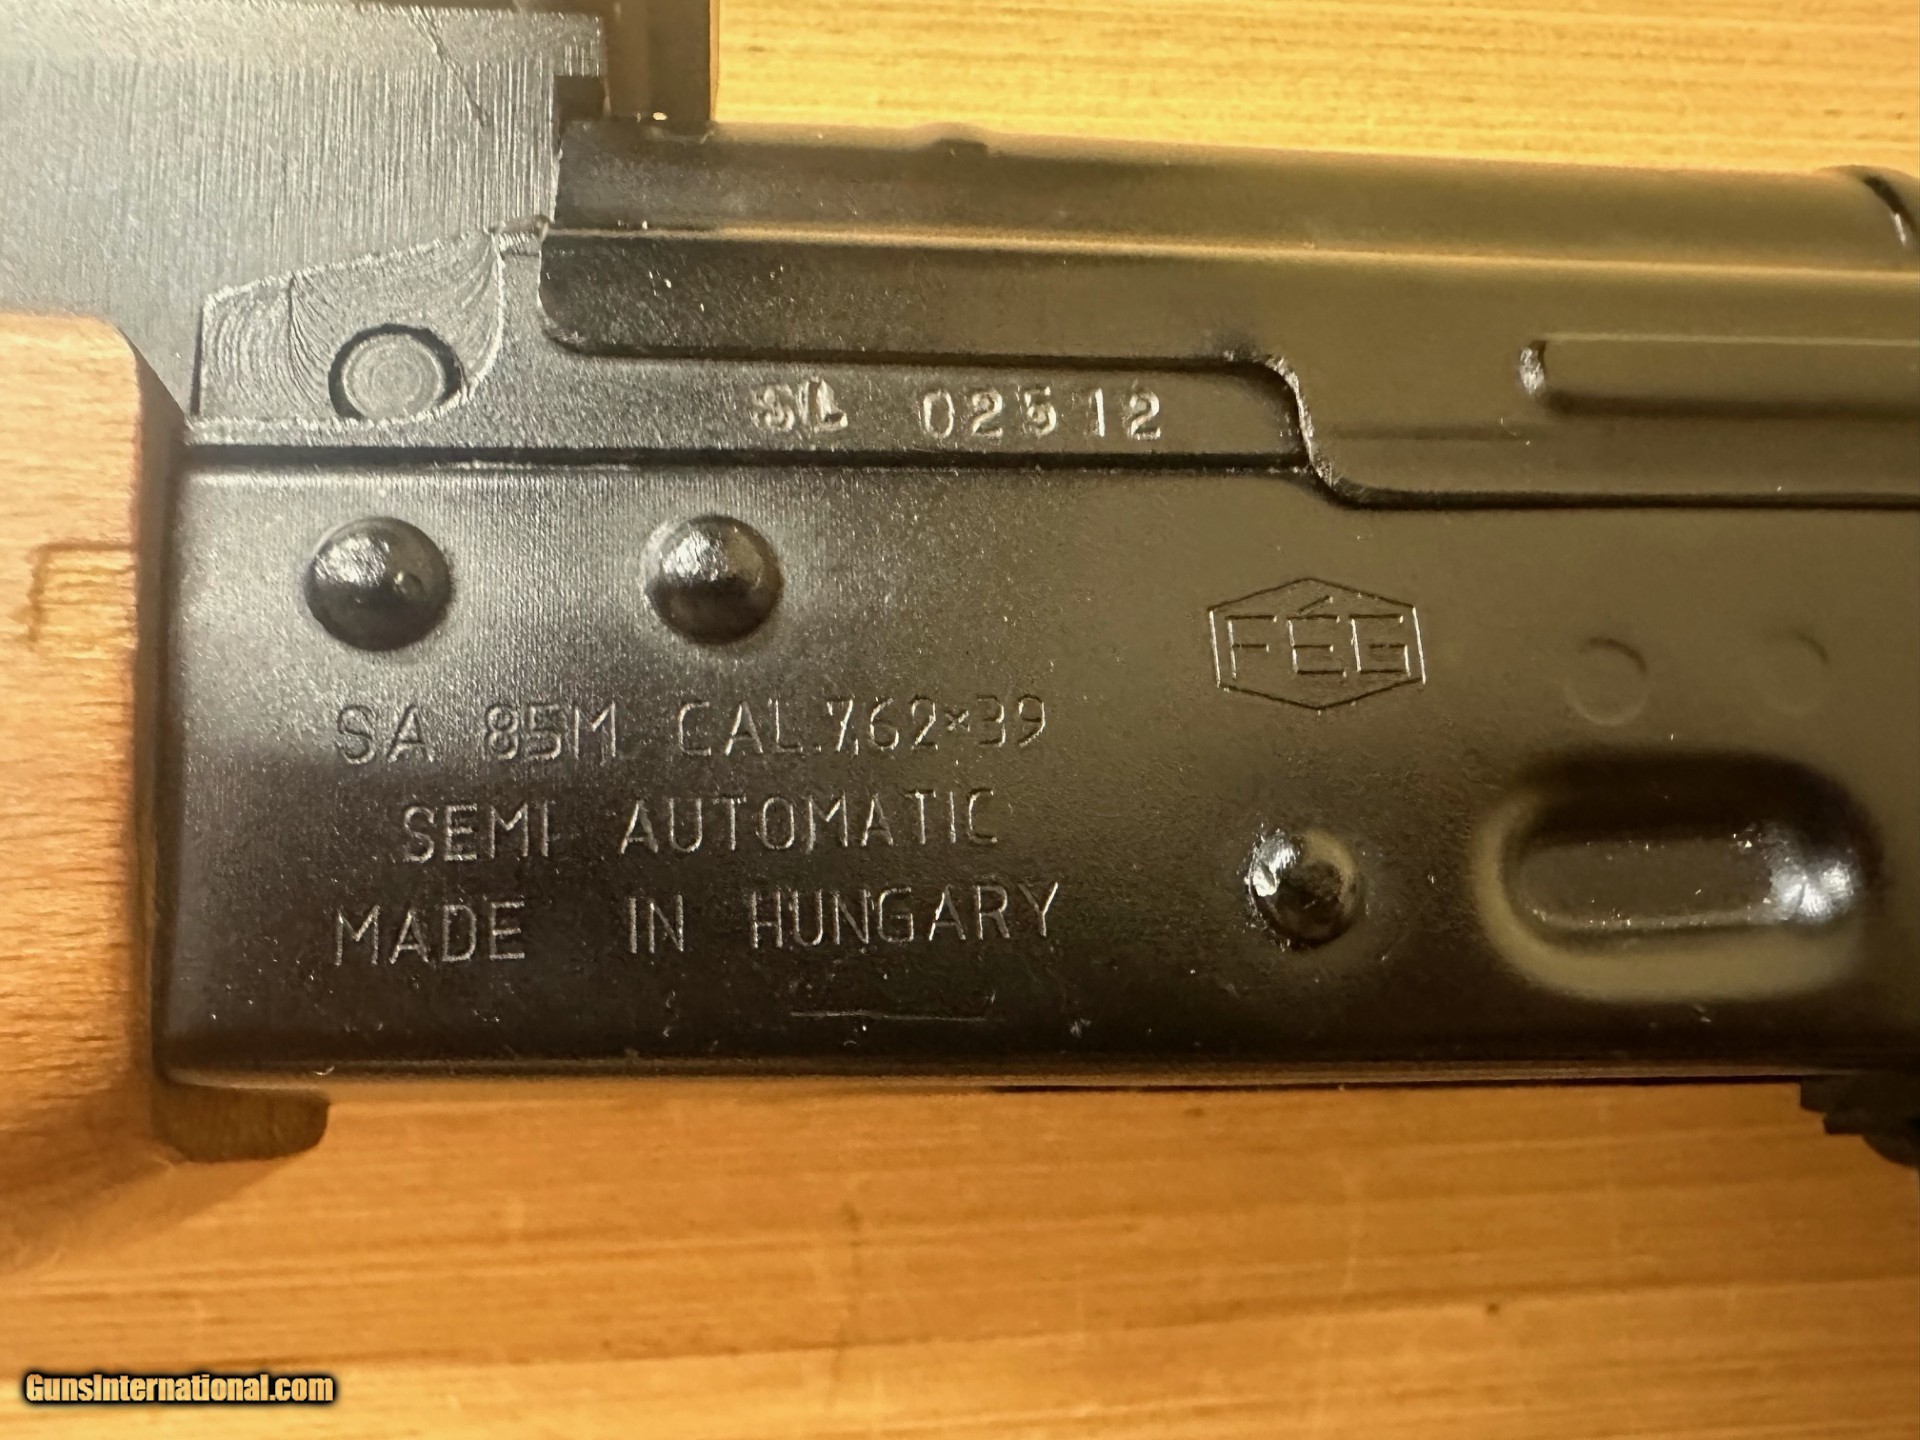 SL 02512
FÉG
SA 85M CAL.7,62×39
SEMI AUTOMATIC
MADE IN HUNGARY
GunsInternational.com